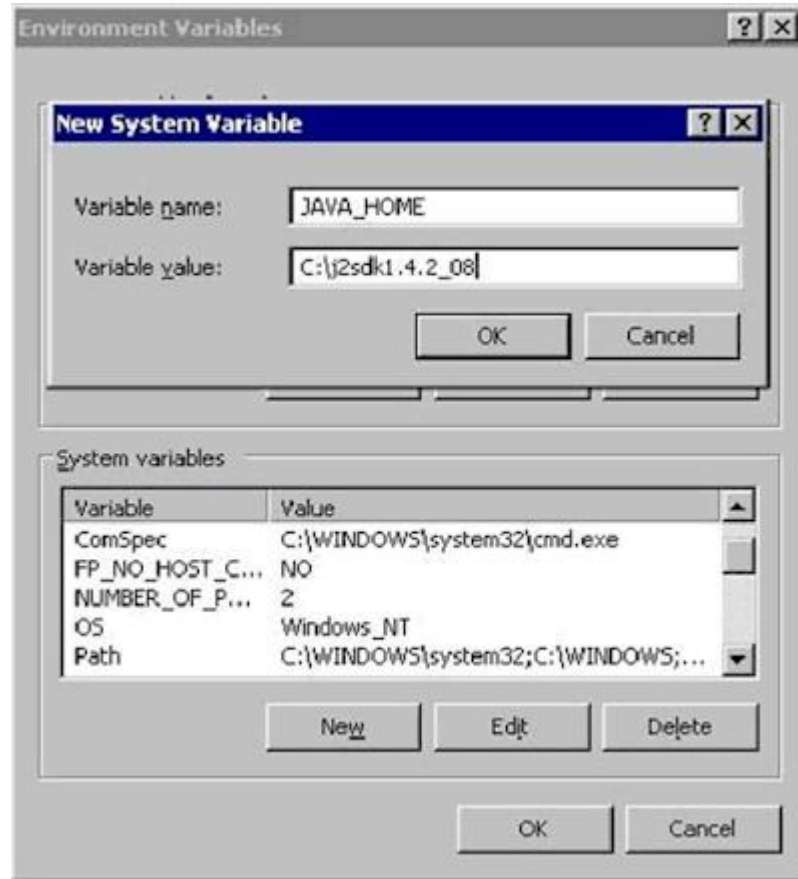 Environment Variables
New System Variable
Variable name:
JAVA_HOME
Variable value:
C:\j2sdk1.4.2_08
OK
Cancel
System variables
Variable
Value
ComSpec
C:\WINDOWS\system32\cmd.exe
FP_NO_HOST_C...
NO
NUMBER_OF_P...
2
OS
Windows_NT
Path
C:\WINDOWS\system32;C:\WINDOWS;...
New
Edit
Delete
OK
Cancel